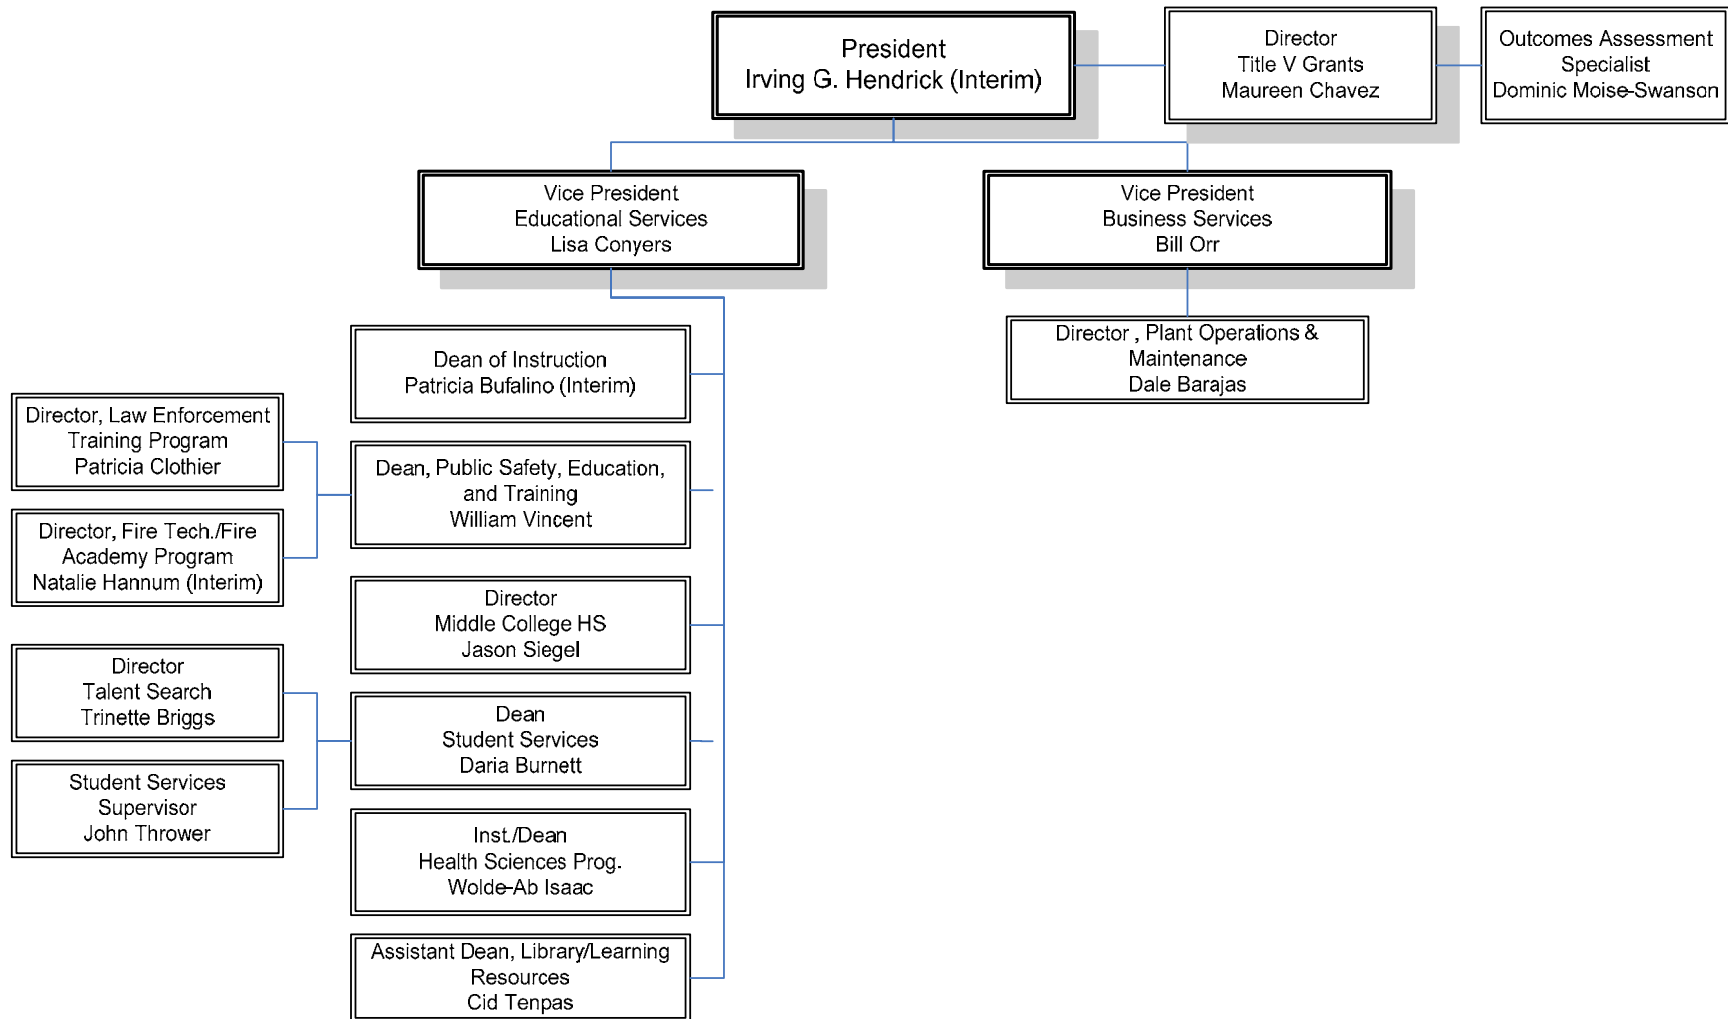 President
Irving G. Hendrick (Interim)
Director
Title V Grants
Maureen Chavez
Outcomes Assessment
Specialist
Dominic Moise-Swanson
Vice President
Educational Services
Lisa Conyers
Vice President
Business Services
Bill Orr
Director , Plant Operations &
Maintenance
Dale Barajas
Dean of Instruction
Patricia Bufalino (Interim)
Director, Law Enforcement
Training Program
Patricia Clothier
Dean, Public Safety, Education,
and Training
William Vincent
Director, Fire Tech./Fire
Academy Program
Natalie Hannum (Interim)
Director
Middle College HS
Jason Siegel
Director
Talent Search
Trinette Briggs
Dean
Student Services
Daria Burnett
Student Services
Supervisor
John Thrower
Inst./Dean
Health Sciences Prog.
Wolde-Ab Isaac
Assistant Dean, Library/Learning
Resources
Cid Tenpas